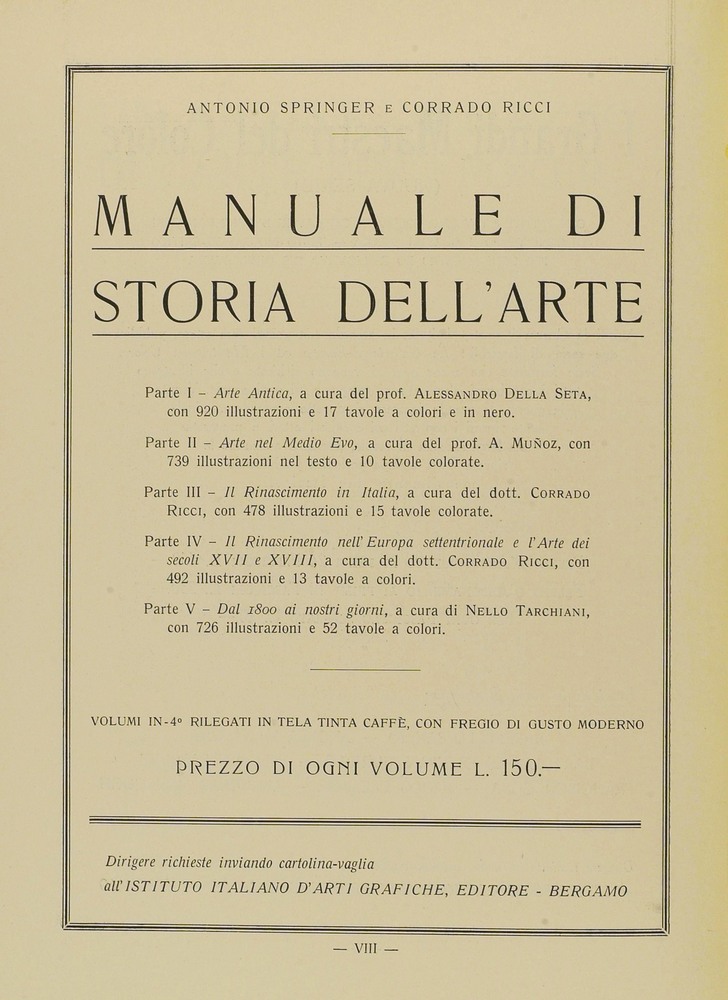 ANTONIO SPRINGER E CORRADO RICCI
MANUALE DI
STORIA DELL'ARTE
Parte I – Arte Antica, a cura del prof. ALESSANDRO DELLA SETA,
con 920 illustrazioni e 17 tavole a colori e in nero.
Parte II – Arte nel Medio Evo, a cura del prof. A. MUÑOZ, con
739 illustrazioni nel testo e 10 tavole colorate.
Parte III – Il Rinascimento in Italia, a cura del dott. CORRADO
RICCI, con 478 illustrazioni e 15 tavole colorate.
Parte IV – Il Rinascimento nell'Europa settentrionale e l'Arte dei
secoli XVII e XVIII, a cura del dott. CORRADO RICCI, con
492 illustrazioni e 13 tavole a colori.
Parte V – Dal 1800 ai nostri giorni, a cura di NELLO TARCHIANI,
con 726 illustrazioni e 52 tavole a colori.
VOLUMI IN-4º RILEGATI IN TELA TINTA CAFFÈ, CON FREGIO DI GUSTO MODERNO
PREZZO DI OGNI VOLUME L. 150.—
Dirigere richieste inviando cartolina-vaglia
all'ISTITUTO ITALIANO D'ARTI GRAFICHE, EDITORE - BERGAMO
— VIII —